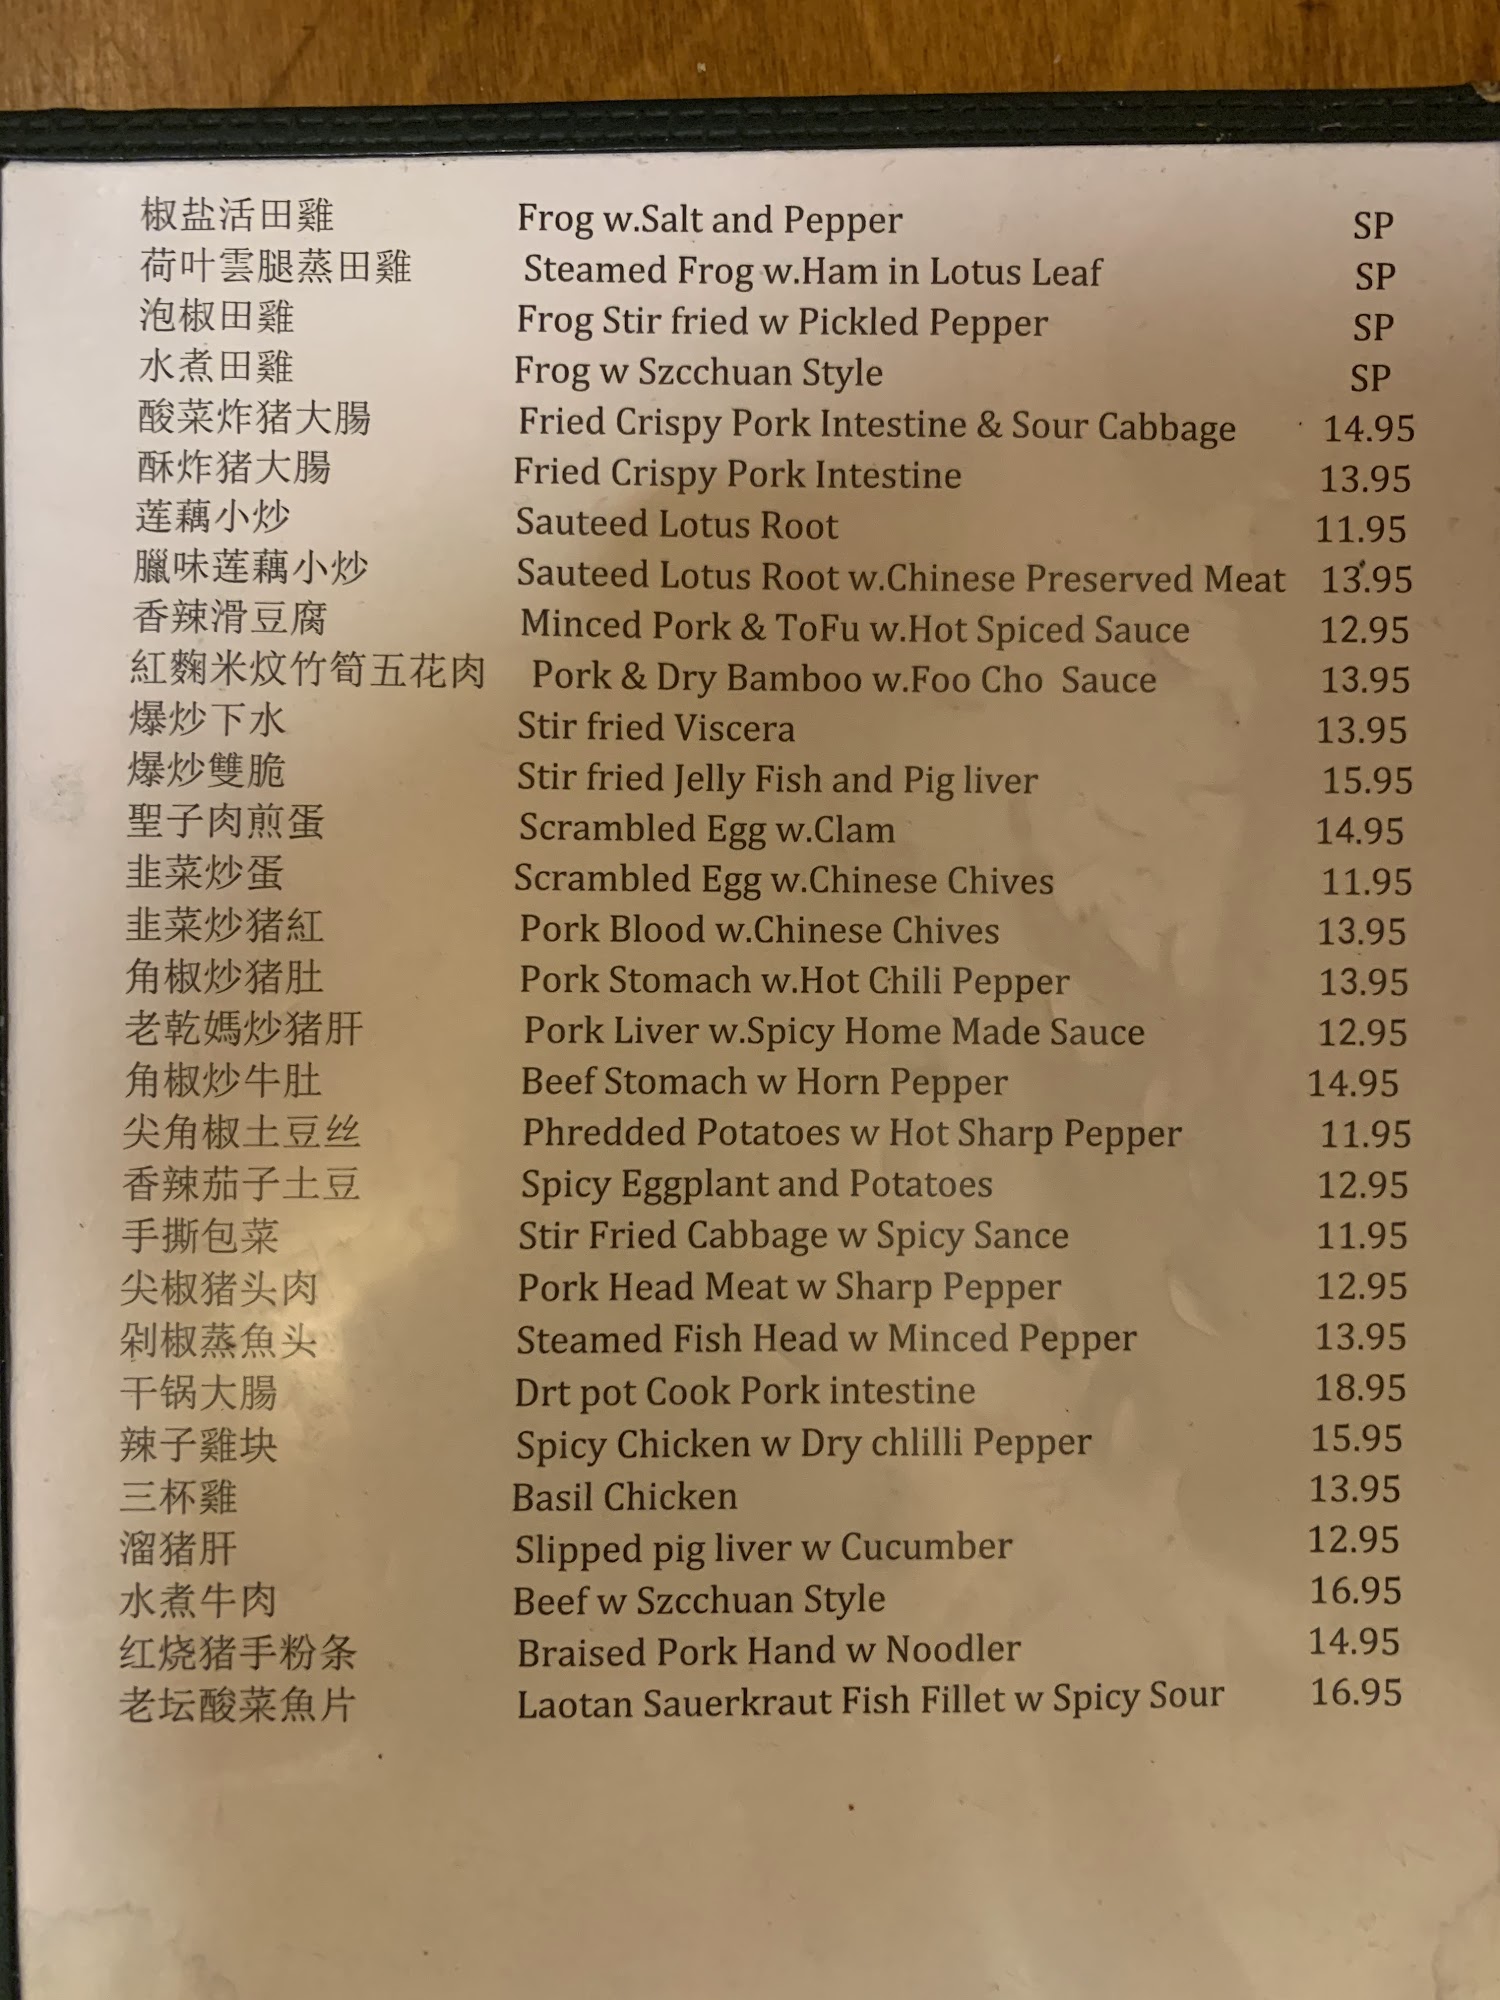 椒盐活田雞 Frog w.Salt and Pepper SP
荷叶雲腿蒸田雞 Steamed Frog w.Ham in Lotus Leaf SP
泡椒田雞 Frog Stir fried w Pickled Pepper SP
水煮田雞 Frog w Szcchuan Style SP
酸菜炸猪大腸 Fried Crispy Pork Intestine & Sour Cabbage 14.95
酥炸猪大腸 Fried Crispy Pork Intestine 13.95
莲藕小炒 Sauteed Lotus Root 11.95
臘味莲藕小炒 Sauteed Lotus Root w.Chinese Preserved Meat 13.95
香辣滑豆腐 Minced Pork & ToFu w.Hot Spiced Sauce 12.95
紅麴米炆竹筍五花肉 Pork & Dry Bamboo w.Foo Cho Sauce 13.95
爆炒下水 Stir fried Viscera 13.95
爆炒雙脆 Stir fried Jelly Fish and Pig liver 15.95
聖子肉煎蛋 Scrambled Egg w.Clam 14.95
韭菜炒蛋 Scrambled Egg w.Chinese Chives 11.95
韭菜炒猪紅 Pork Blood w.Chinese Chives 13.95
角椒炒猪肚 Pork Stomach w.Hot Chili Pepper 13.95
老乾媽炒猪肝 Pork Liver w.Spicy Home Made Sauce 12.95
角椒炒牛肚 Beef Stomach w Horn Pepper 14.95
尖角椒土豆丝 Phredded Potatoes w Hot Sharp Pepper 11.95
香辣茄子土豆 Spicy Eggplant and Potatoes 12.95
手撕包菜 Stir Fried Cabbage w Spicy Sance 11.95
尖椒猪头肉 Pork Head Meat w Sharp Pepper 12.95
剁椒蒸魚头 Steamed Fish Head w Minced Pepper 13.95
干锅大腸 Drt pot Cook Pork intestine 18.95
辣子雞块 Spicy Chicken w Dry chlilli Pepper 15.95
三杯雞 Basil Chicken 13.95
溜猪肝 Slipped pig liver w Cucumber 12.95
水煮牛肉 Beef w Szcchuan Style 16.95
红烧猪手粉条 Braised Pork Hand w Noodler 14.95
老坛酸菜魚片 Laotan Sauerkraut Fish Fillet w Spicy Sour 16.95